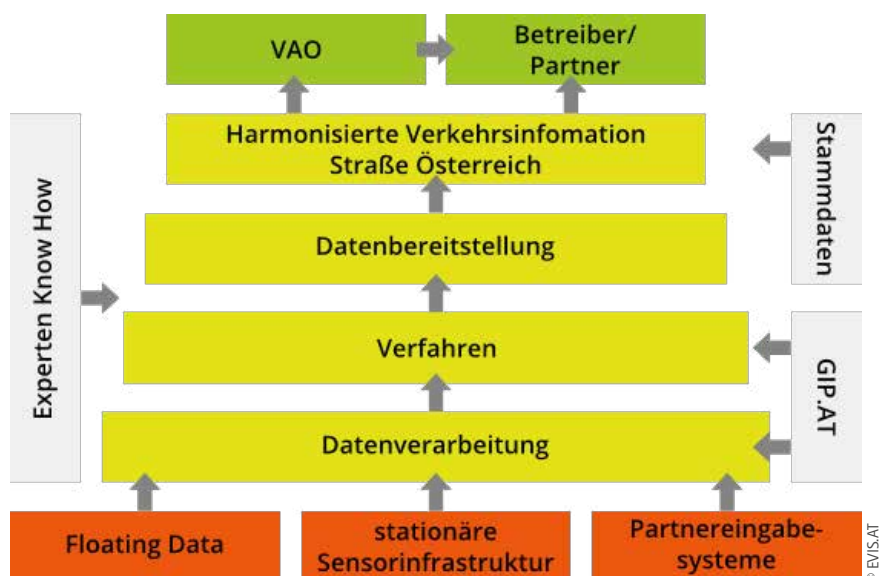 VAO
Betreiber/
Partner
Harmonisierte Verkehrsinfomation
Straße Österreich
Datenbereitstellung
Verfahren
Datenverarbeitung
Floating Data
stationäre
Sensorinfrastruktur
Partnereingabe-
systeme
Experten Know How
Stammdaten
GIP.AT
© EVIS.AT